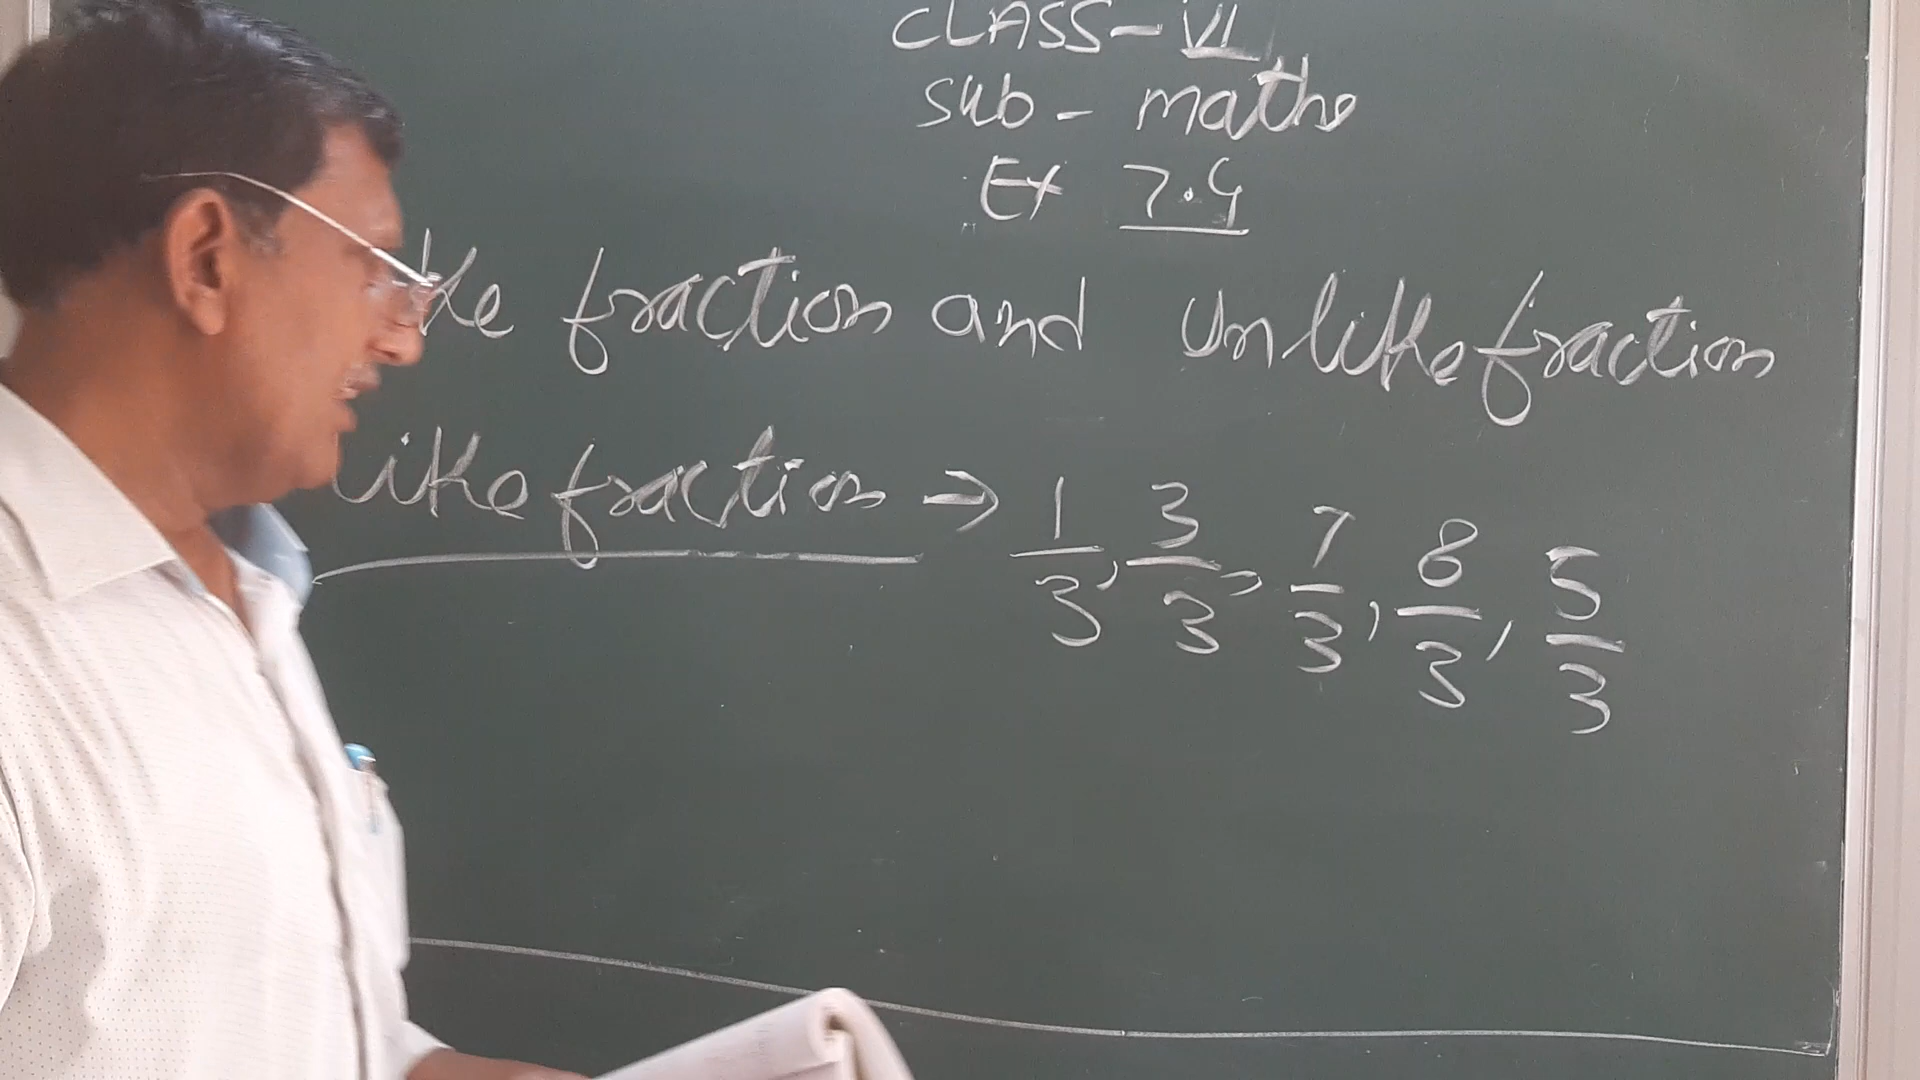 CLASS - VI
Sub - maths
Ex 7.4
ke fraction and Unlike fraction
like fraction → 1/3, 3/3, 7/3, 8/3, 5/3